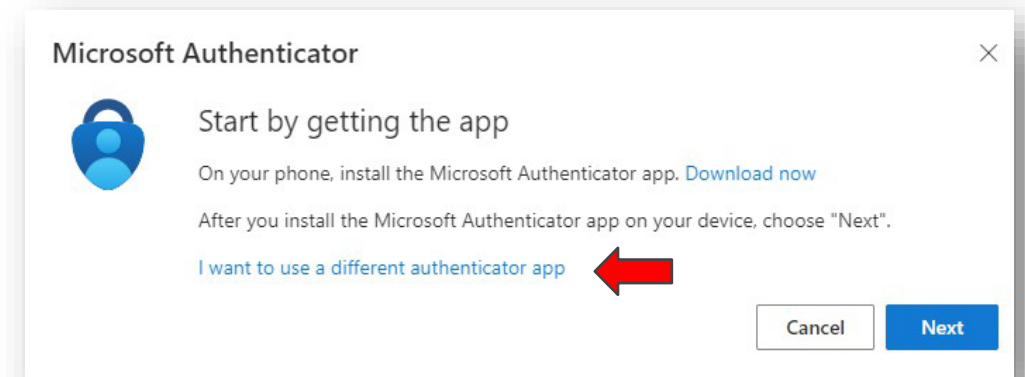 Microsoft Authenticator
Start by getting the app
On your phone, install the Microsoft Authenticator app. Download now
After you install the Microsoft Authenticator app on your device, choose "Next".
I want to use a different authenticator app
Cancel
Next